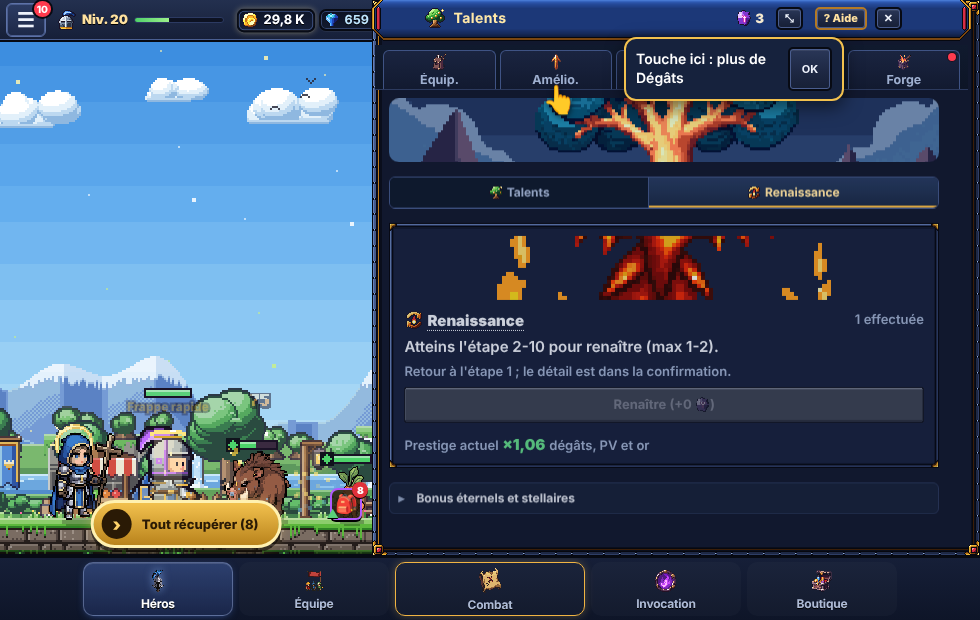 10
Niv. 20
29,8 K
659
Talents
3
? Aide
Équip.
Amélio.
Touche ici : plus de
Dégâts
OK
Forge
Talents
Renaissance
Renaissance
1 effectuée
Atteins l'étape 2-10 pour renaître (max 1-2).
Retour à l'étape 1 ; le détail est dans la confirmation.
Renaître (+0 )
Prestige actuel ×1,06 dégâts, PV et or
Bonus éternels et stellaires
Frappe rapide
8
Tout récupérer (8)
Héros
Équipe
Combat
Invocation
Boutique